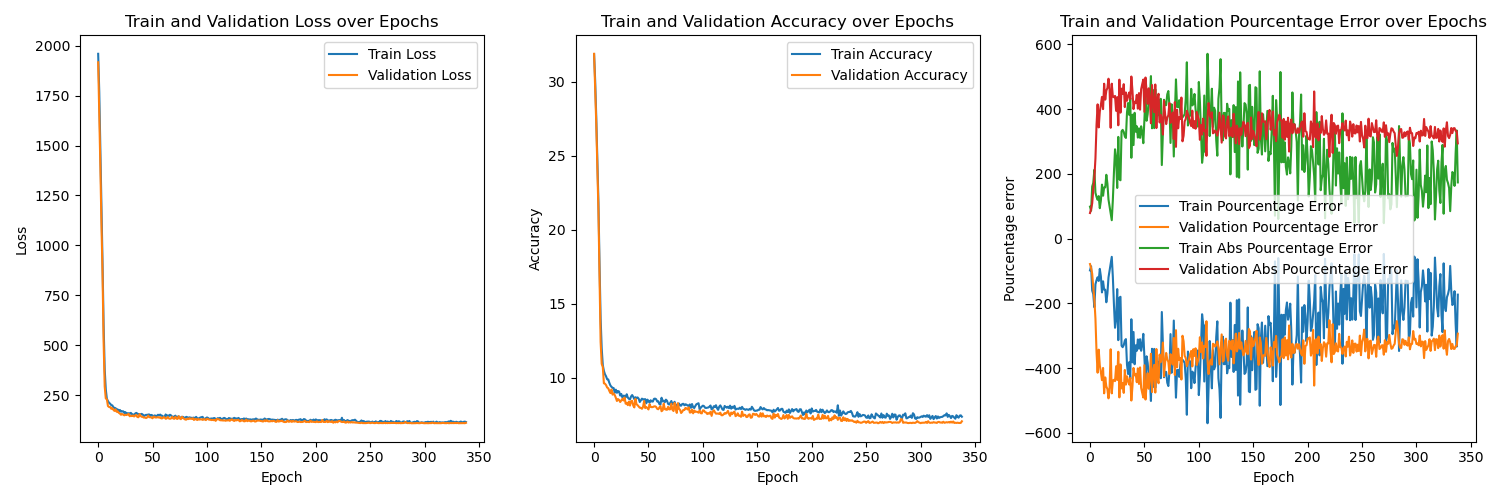 Train and Validation Loss over Epochs
2000
1750
1500
1250
1000
750
500
250
Loss
0 50 100 150 200 250 300 350
Epoch
Train Loss
Validation Loss
Train and Validation Accuracy over Epochs
30
25
20
15
10
Accuracy
0 50 100 150 200 250 300 350
Epoch
Train Accuracy
Validation Accuracy
Train and Validation Pourcentage Error over Epochs
600
400
200
0
−200
−400
−600
Pourcentage error
0 50 100 150 200 250 300 350
Epoch
Train Pourcentage Error
Validation Pourcentage Error
Train Abs Pourcentage Error
Validation Abs Pourcentage Error